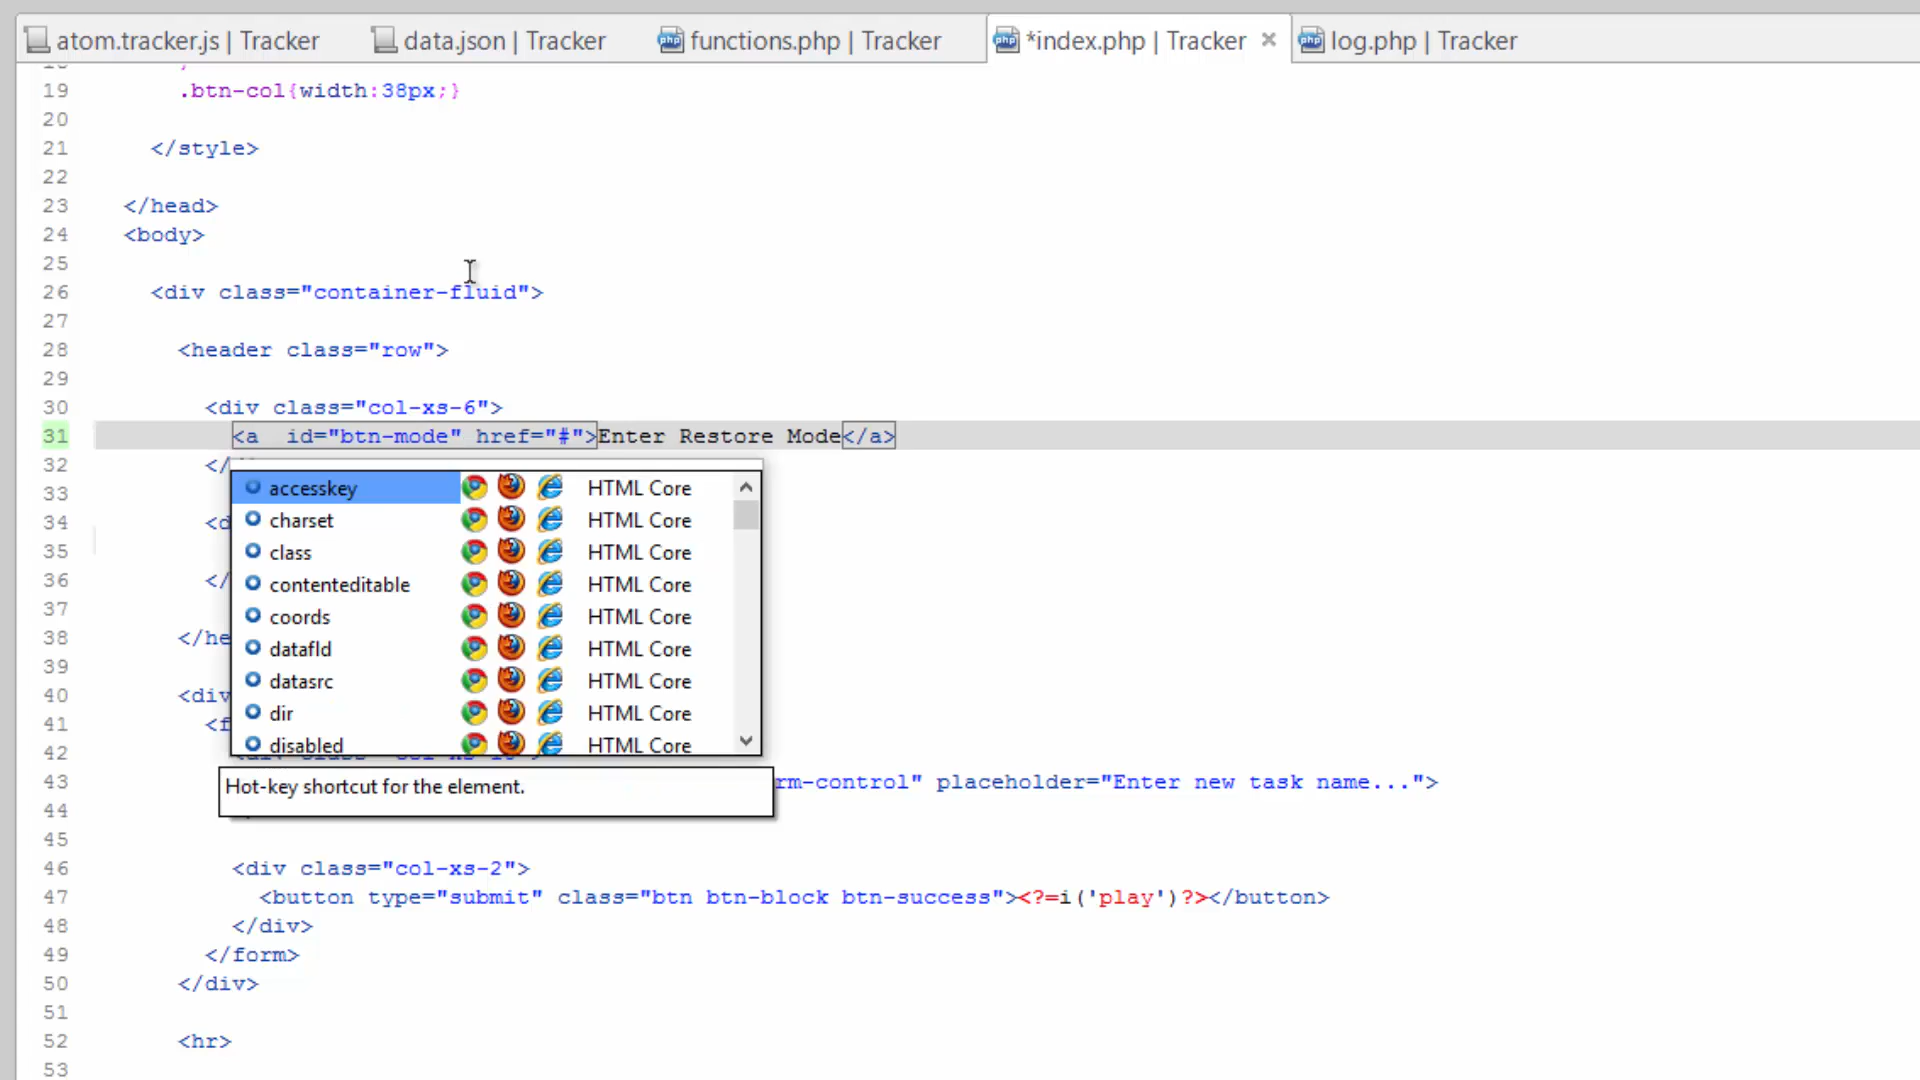 atom.tracker.js | Tracker
data.json | Tracker
functions.php | Tracker
*index.php | Tracker
log.php | Tracker
19 .btn-col{width:38px;}
20
21 </style>
22
23 </head>
24 <body>
25
26 <div class="container-fluid">
27
28 <header class="row">
29
30 <div class="col-xs-6">
31 <a  id="btn-mode" href="#">Enter Restore Mode</a>
32 </
33
34 <d
35
36 </
37
38 </he
39
40 <div
41 <f
42
43 rm-control" placeholder="Enter new task name...">
44
45
46 <div class="col-xs-2">
47 <button type="submit" class="btn btn-block btn-success"><?=i('play')?></button>
48 </div>
49 </form>
50 </div>
51
52 <hr>
53
accesskey HTML Core
charset HTML Core
class HTML Core
contenteditable HTML Core
coords HTML Core
datafld HTML Core
datasrc HTML Core
dir HTML Core
disabled HTML Core
Hot-key shortcut for the element.